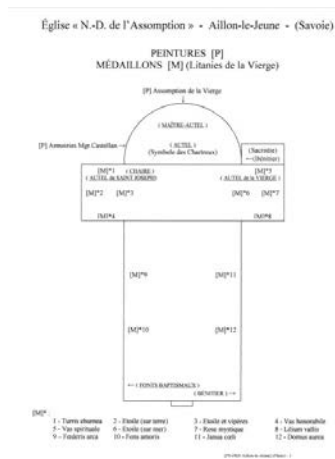 Église « N.-D. de l'Assomption » - Aillon-le-Jeune - (Savoie)
PEINTURES [P]
MÉDAILLONS [M] (Litanies de la Vierge)
[P] Assomption de la Vierge
( MAÎTRE-AUTEL )
[P] Armoiries Mgr Castellan →
( AUTEL )
(Symbole des Chartreux)
(Sacristie)
←(Bénitier)
[M]*1 ( CHAIRE ) [M]*5
( AUTEL de SAINT JOSEPH) ( AUTEL de la VIERGE )
[M]*2 [M]*3 [M]*6 [M]*7
[M]*4 [M]*8
[M]*9 [M]*11
[M]*10 [M]*12
←( FONTS BAPTISMAUX )
( BENITIER )→
[M]* :
1 - Turris eburnea 2 - Etoile (sur terre) 3 - Etoile et vipères 4 - Vas honorabile
5 - Vas spirituale 6 - Etoile (sur mer) 7 - Rose mystique 8 - Lilium vallis
9 - Fœderis arca 10 - Fons amoris 11 - Janua cœli 12 - Domus aurea